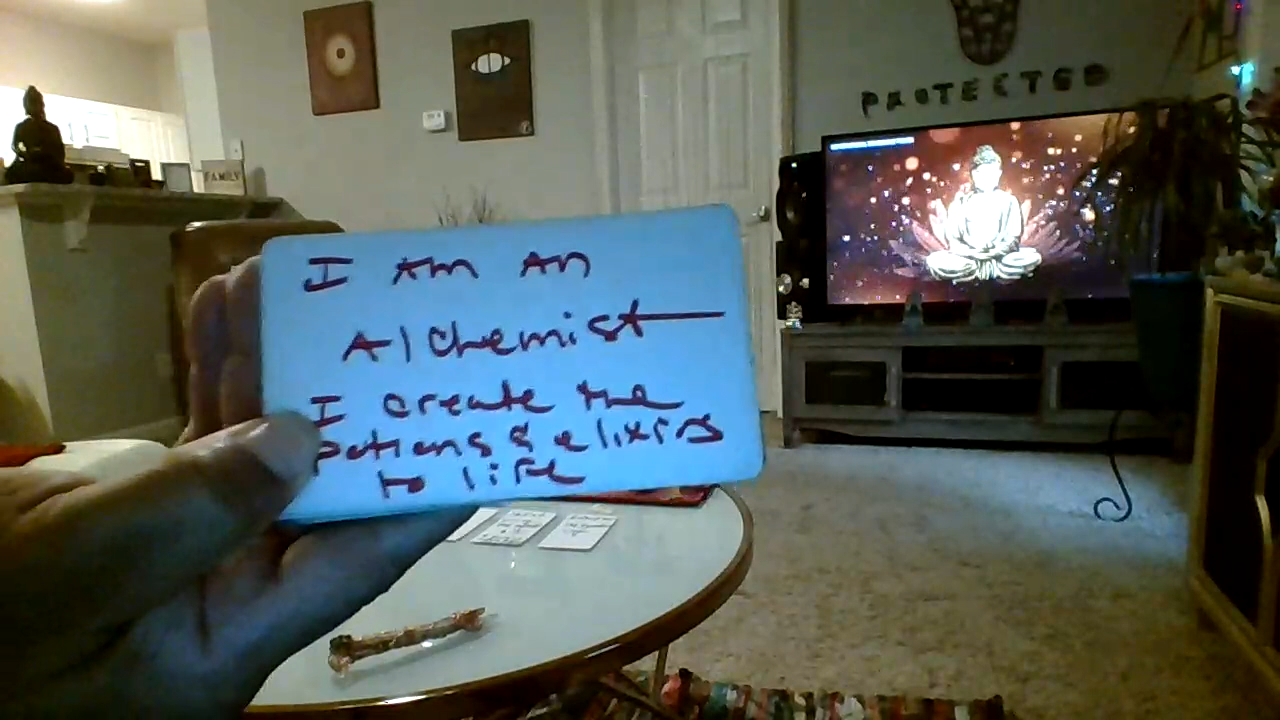 PROTECTED
FAMILY
I Am An
Alchemist
I create the
potions & elixirs
to life